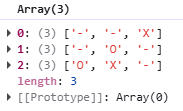 Array(3)
▶ 0: (3) ['-', '-', 'X']
▶ 1: (3) ['-', 'O', '-']
▶ 2: (3) ['O', 'X', '-']
length: 3
▶ [[Prototype]]: Array(0)